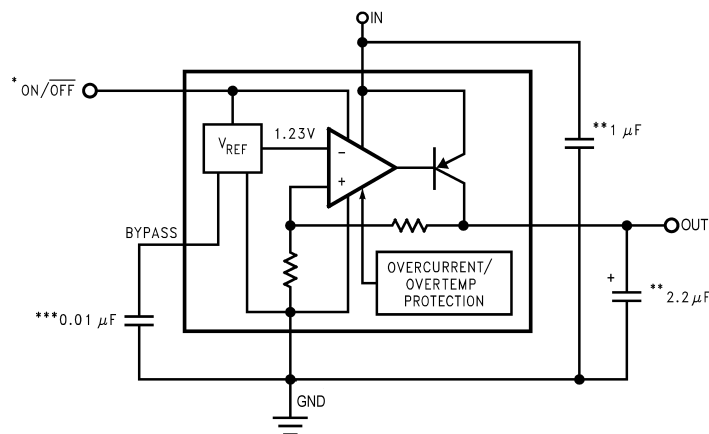 IN
* ON/OFF
VREF
1.23V
−
+
**1 μF
BYPASS
OUT
OVERCURRENT/
OVERTEMP
PROTECTION
+
** 2.2 μF
***0.01 μF
GND